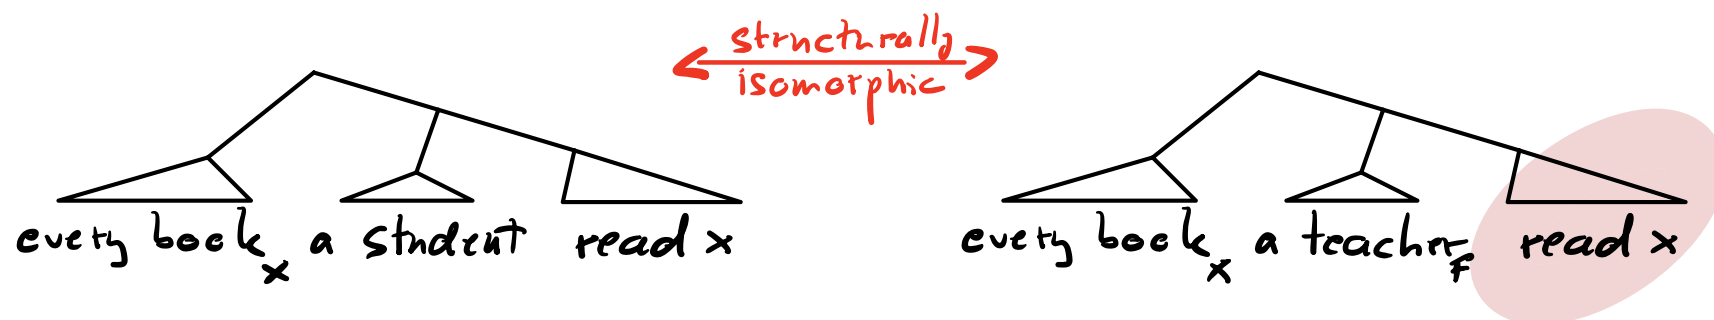 structurally
isomorphic
every book x a student read x
every book x a teacher F read x